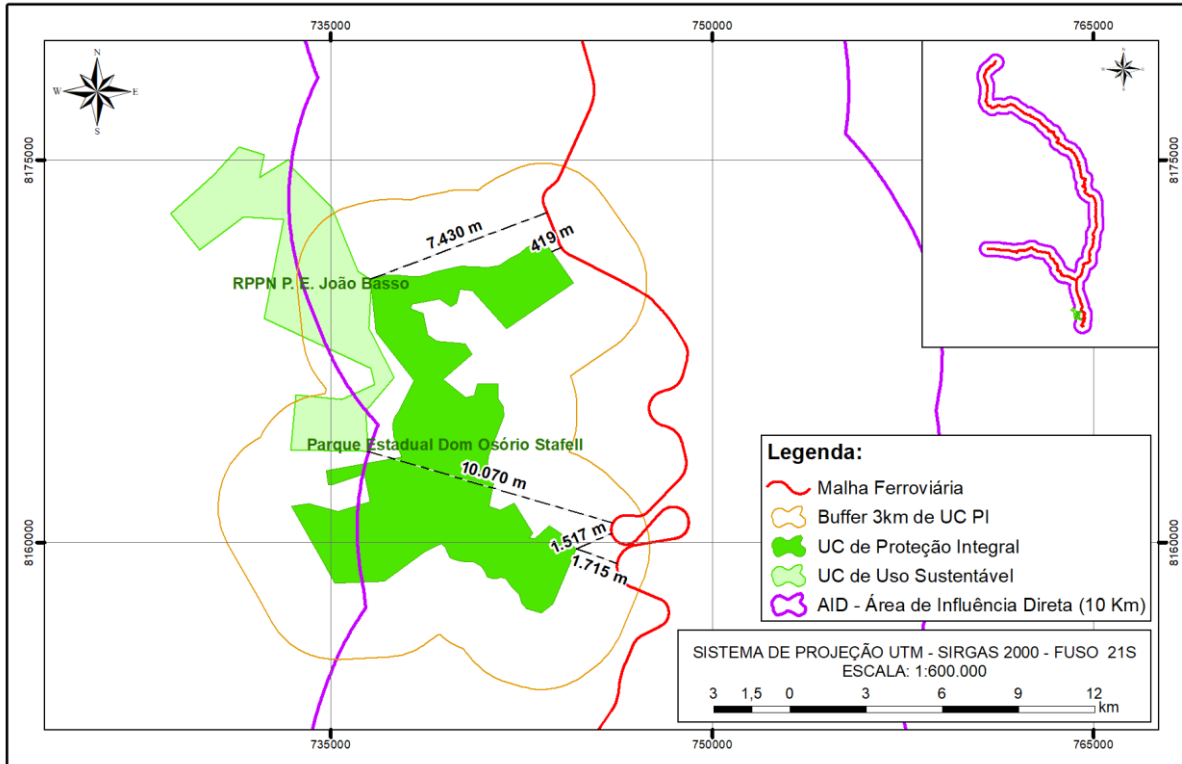 735000
750000
765000
N
W
E
S
8175000
8175000
7.430 m
419 m
RPPN P. E. João Basso
Parque Estadual Dom Osório Stafell
10.070 m
1.517 m
1.715 m
8160000
8160000
Legenda:
Malha Ferroviária
Buffer 3km de UC PI
UC de Proteção Integral
UC de Uso Sustentável
AID - Área de Influência Direta (10 Km)
SISTEMA DE PROJEÇÃO UTM - SIRGAS 2000 - FUSO 21S
ESCALA: 1:600.000
3 1,5 0 3 6 9 12
km
735000
750000
765000